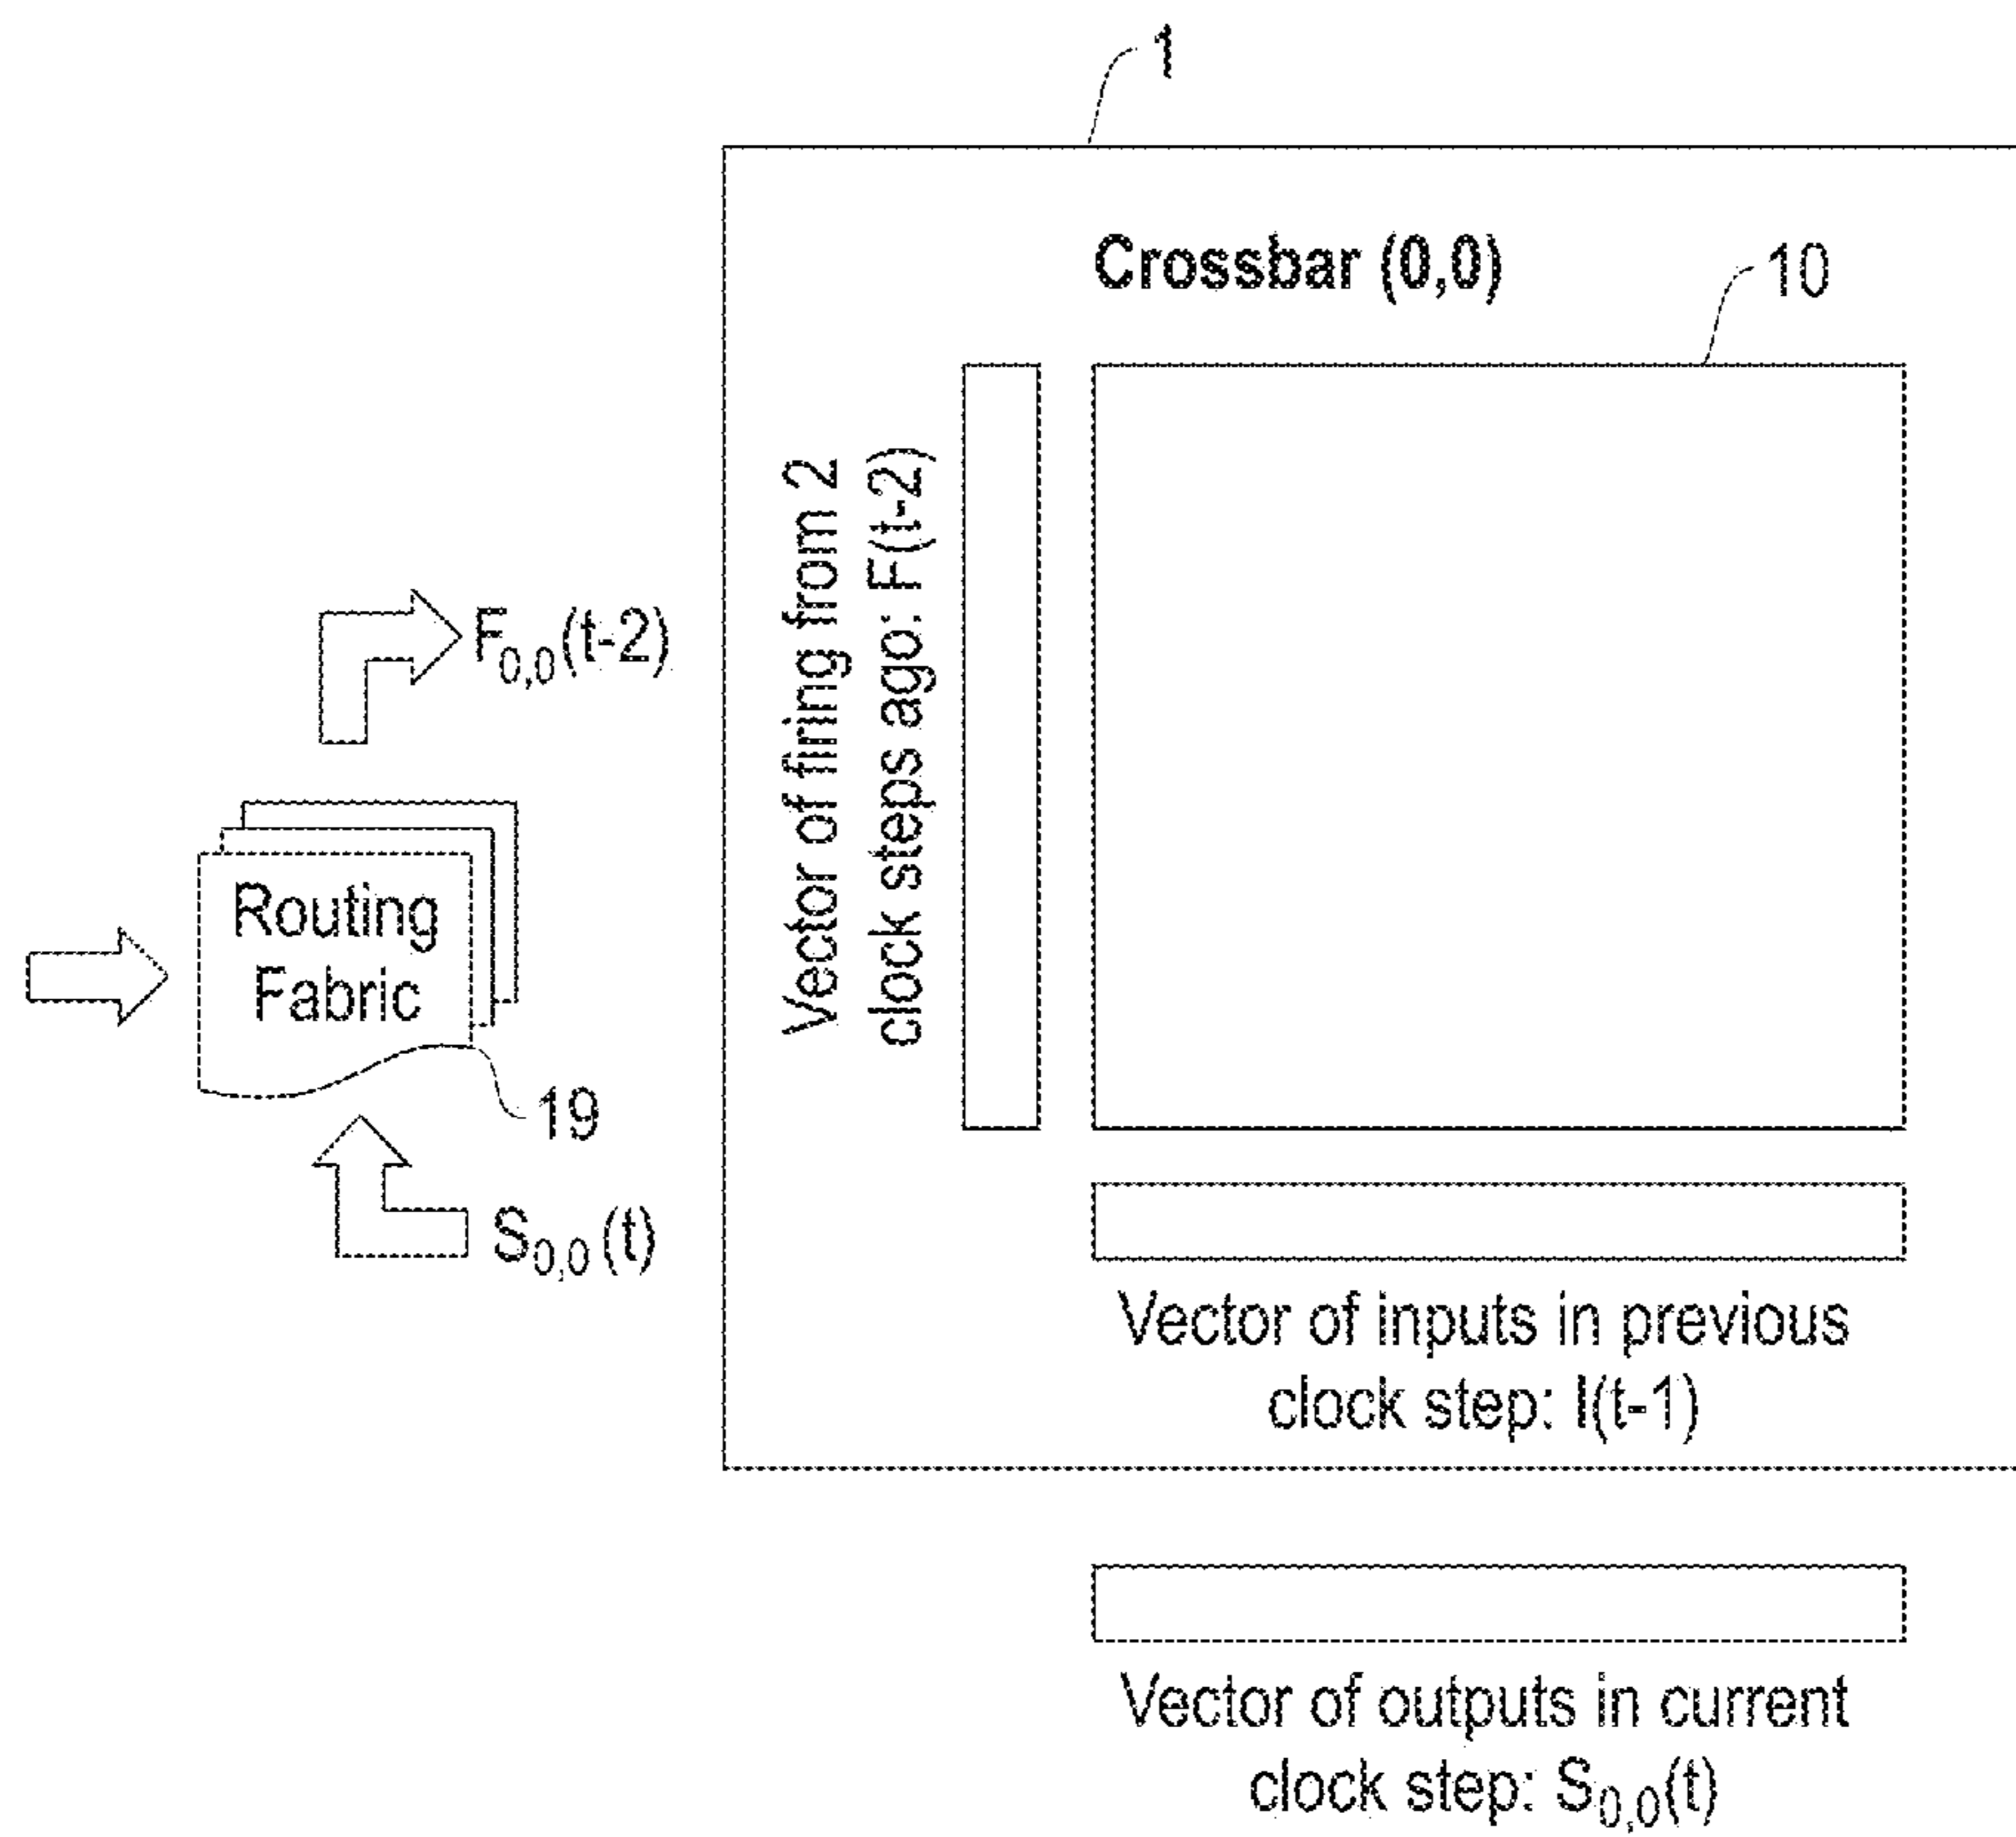 1
Crossbar (0,0)
10
Vector of firing from 2
clock steps ago: F(t-2)
F0,0(t-2)
Routing
Fabric
19
S0,0(t)
Vector of inputs in previous
clock step: I(t-1)
Vector of outputs in current
clock step: S0,0(t)